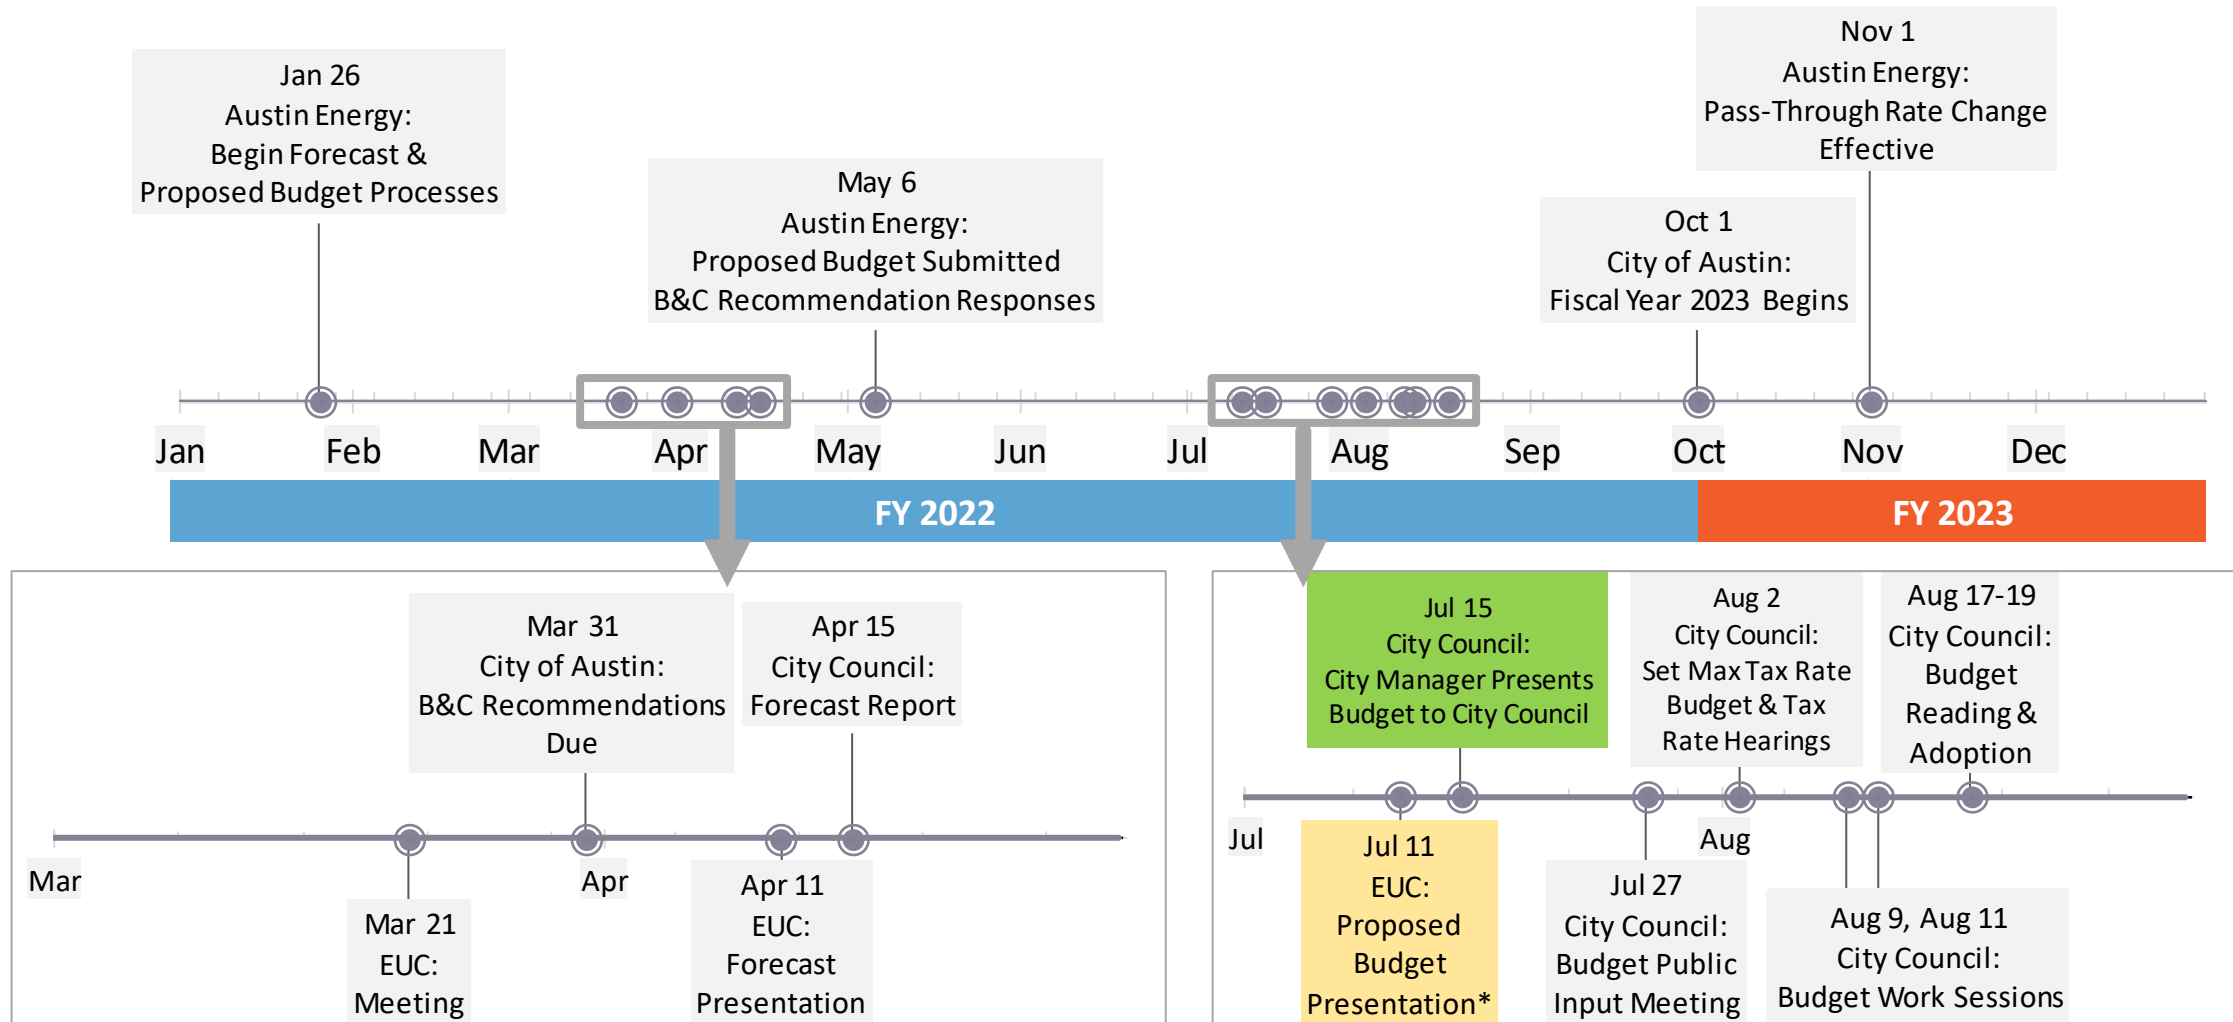 Jan 26
Austin Energy:
Begin Forecast &
Proposed Budget Processes
May 6
Austin Energy:
Proposed Budget Submitted
B&C Recommendation Responses
Oct 1
City of Austin:
Fiscal Year 2023 Begins
Nov 1
Austin Energy:
Pass-Through Rate Change
Effective
Jan
Feb
Mar
Apr
May
Jun
Jul
Aug
Sep
Oct
Nov
Dec
FY 2022
FY 2023
Mar 31
City of Austin:
B&C Recommendations
Due
Apr 15
City Council:
Forecast Report
Mar
Apr
Mar 21
EUC:
Meeting
Apr 11
EUC:
Forecast
Presentation
Jul 15
City Council:
City Manager Presents
Budget to City Council
Aug 2
City Council:
Set Max Tax Rate
Budget & Tax
Rate Hearings
Aug 17-19
City Council:
Budget
Reading &
Adoption
Jul
Aug
Jul 11
EUC:
Proposed
Budget
Presentation*
Jul 27
City Council:
Budget Public
Input Meeting
Aug 9, Aug 11
City Council:
Budget Work Sessions